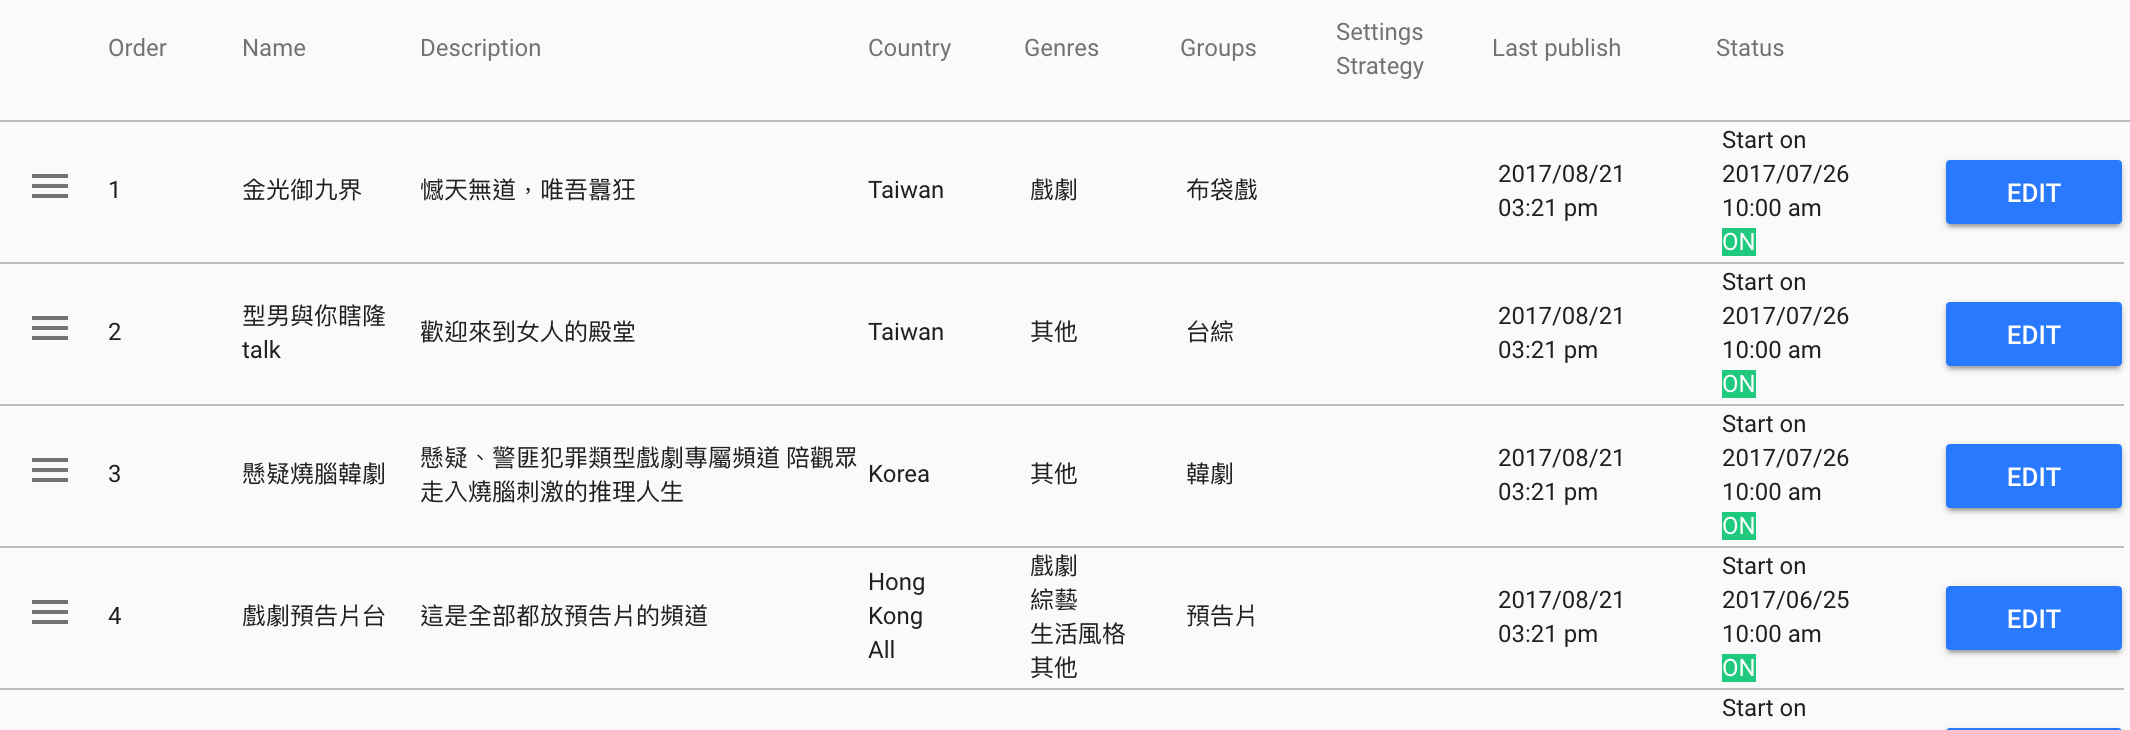 Order Name Description Country Genres Groups Settings Strategy Last publish Status
1 金光御九界 憾天無道，唯吾囂狂 Taiwan 戲劇 布袋戲 2017/08/21 03:21 pm Start on 2017/07/26 10:00 am ON EDIT
2 型男與你瞎隆talk 歡迎來到女人的殿堂 Taiwan 其他 台綜 2017/08/21 03:21 pm Start on 2017/07/26 10:00 am ON EDIT
3 懸疑燒腦韓劇 懸疑、警匪犯罪類型戲劇專屬頻道 陪觀眾走入燒腦刺激的推理人生 Korea 其他 韓劇 2017/08/21 03:21 pm Start on 2017/07/26 10:00 am ON EDIT
4 戲劇預告片台 這是全部都放預告片的頻道 Hong Kong All 戲劇 綜藝 生活風格 其他 預告片 2017/08/21 03:21 pm Start on 2017/06/25 10:00 am ON EDIT
Start on